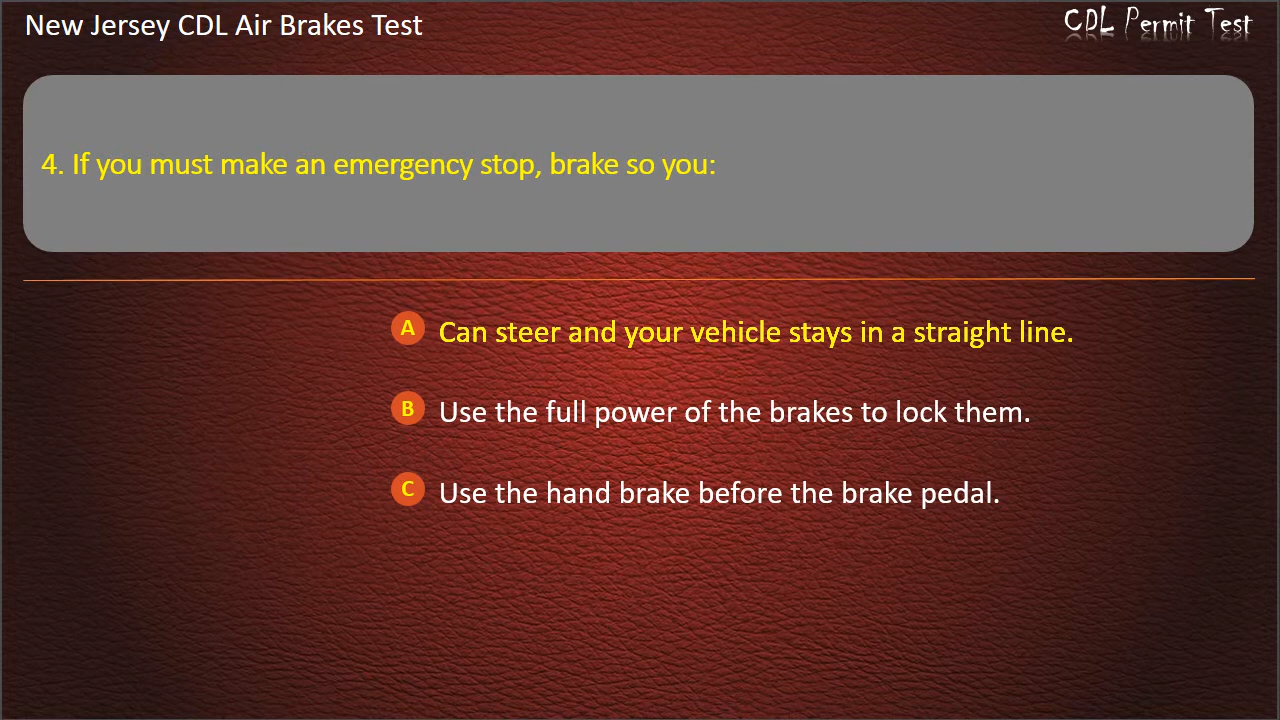 New Jersey CDL Air Brakes Test
CDL Permit Test
4. If you must make an emergency stop, brake so you:
A Can steer and your vehicle stays in a straight line.
B Use the full power of the brakes to lock them.
C Use the hand brake before the brake pedal.